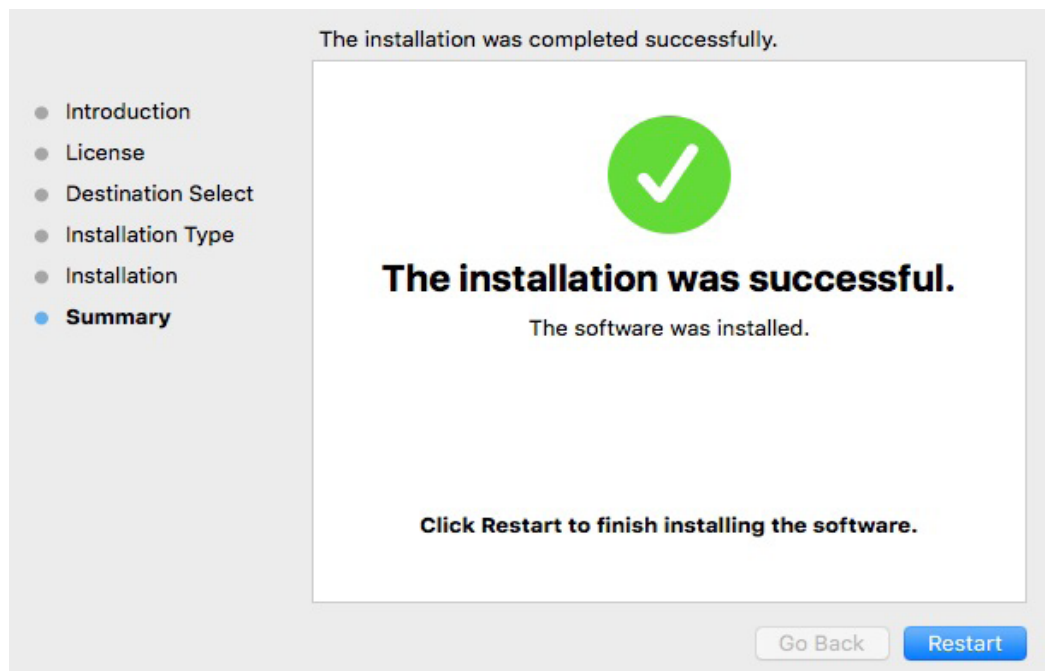 The installation was completed successfully.
Introduction
License
Destination Select
Installation Type
Installation
Summary
The installation was successful.
The software was installed.
Click Restart to finish installing the software.
Go Back
Restart